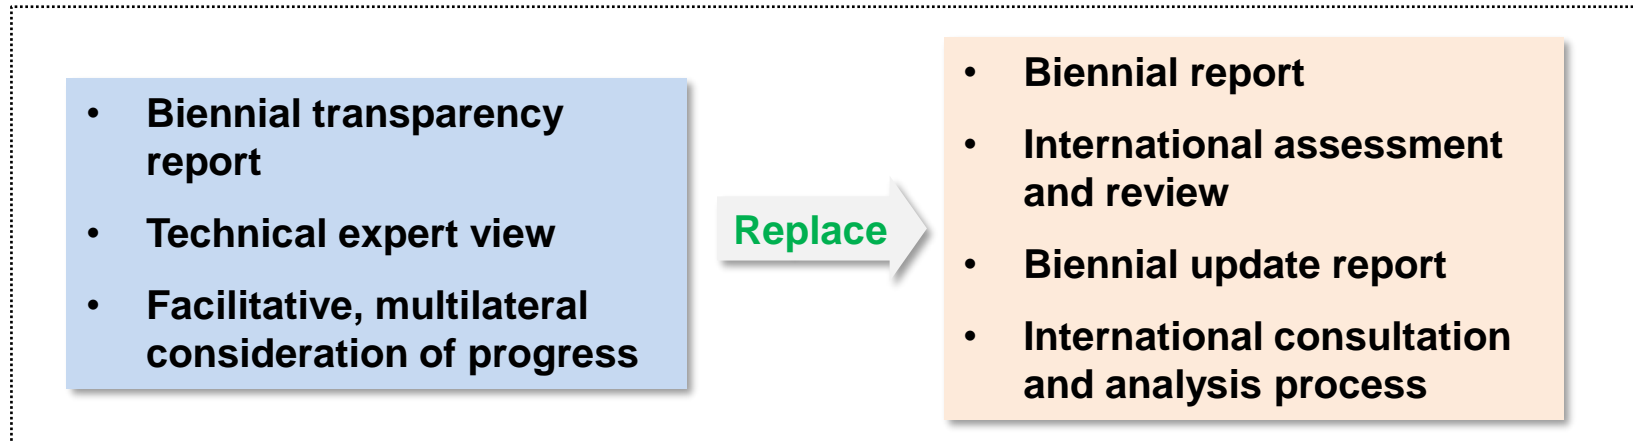 • Biennial transparency
report
• Technical expert view
• Facilitative, multilateral
consideration of progress
Replace
• Biennial report
• International assessment
and review
• Biennial update report
• International consultation
and analysis process